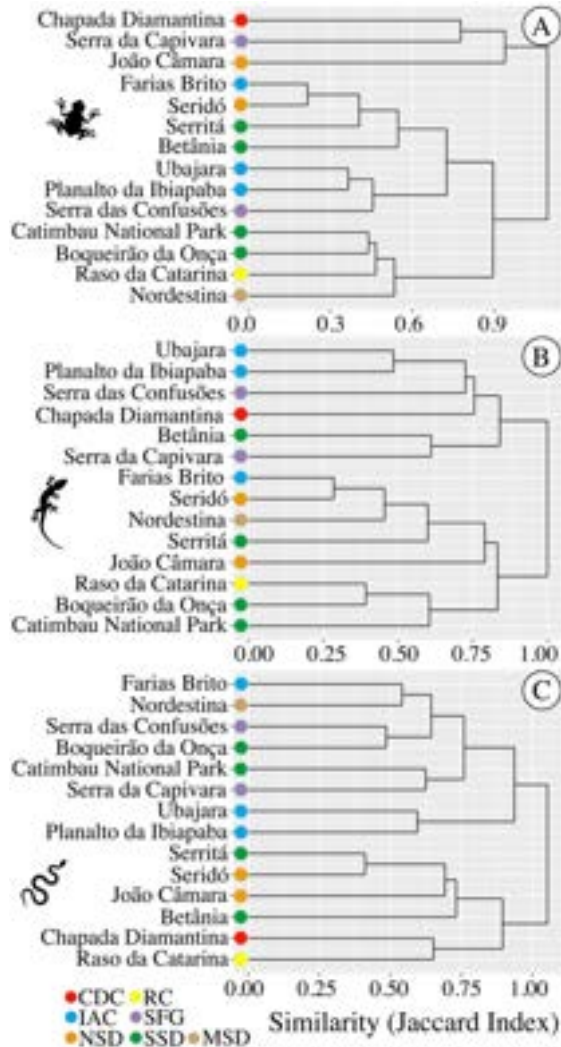 A
Chapada Diamantina
Serra da Capivara
João Câmara
Farias Brito
Seridó
Serritá
Betânia
Ubajara
Planalto da Ibiapaba
Serra das Confusões
Catimbau National Park
Boqueirão da Onça
Raso da Catarina
Nordestina
0.0 0.3 0.6 0.9
B
Ubajara
Planalto da Ibiapaba
Serra das Confusões
Chapada Diamantina
Betânia
Serra da Capivara
Farias Brito
Seridó
Nordestina
Serritá
João Câmara
Raso da Catarina
Boqueirão da Onça
Catimbau National Park
0.00 0.25 0.50 0.75 1.00
C
Farias Brito
Nordestina
Serra das Confusões
Boqueirão da Onça
Catimbau National Park
Serra da Capivara
Ubajara
Planalto da Ibiapaba
Serritá
Seridó
João Câmara
Betânia
Chapada Diamantina
Raso da Catarina
0.00 0.25 0.50 0.75 1.00
CDC RC
IAC SFG
NSD SSD MSD
Similarity (Jaccard Index)